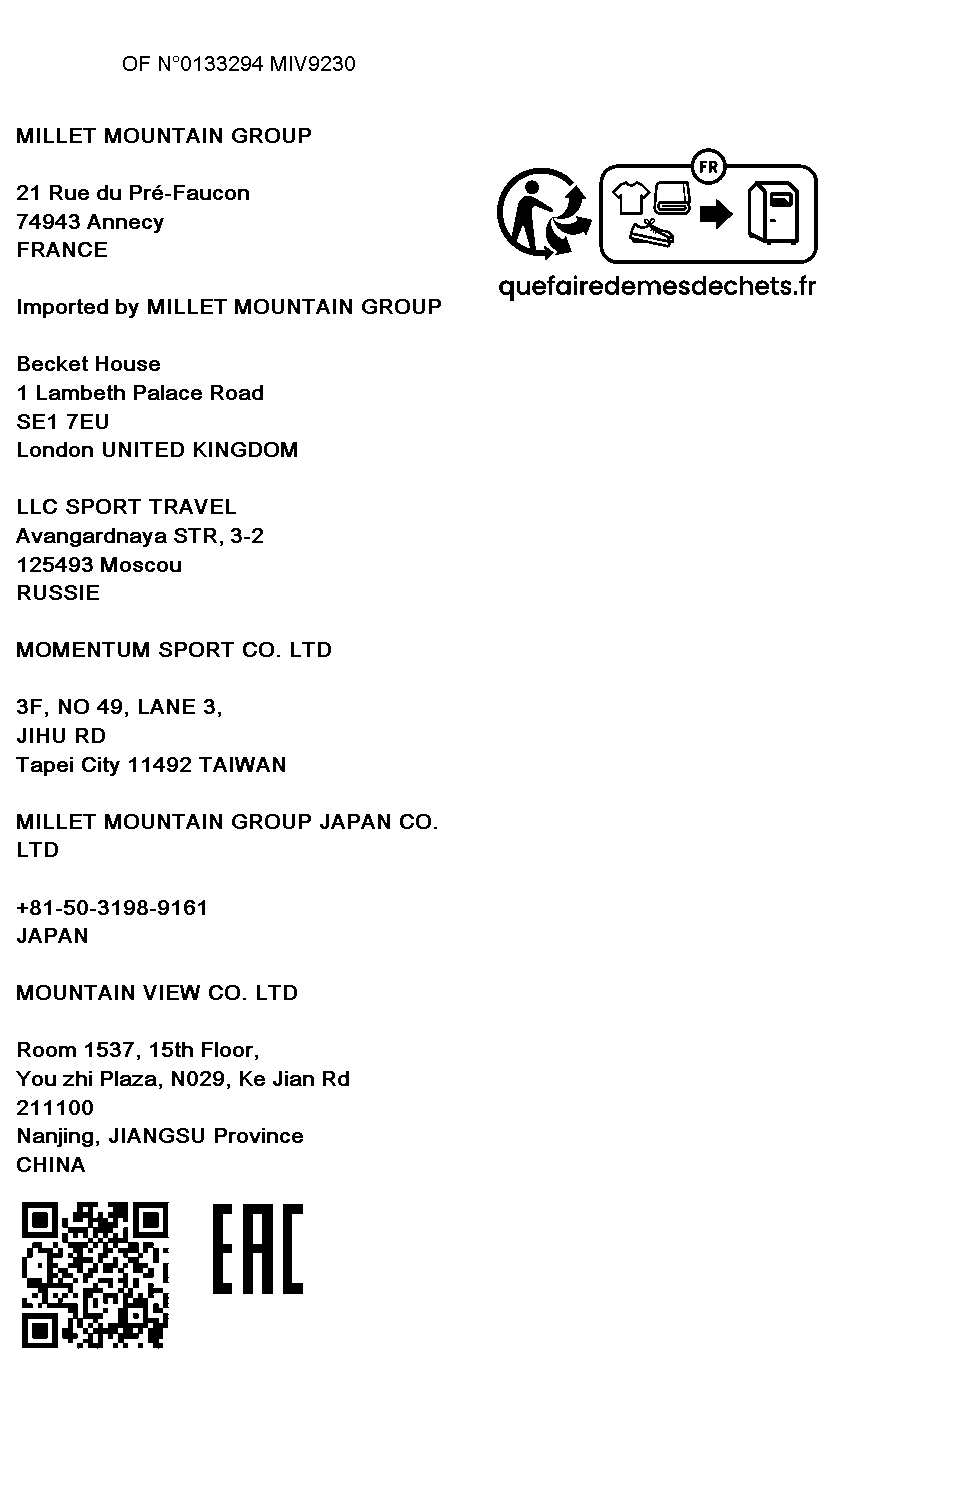 OF N°0133294 MIV9230
MILLET MOUNTAIN GROUP
21 Rue du Pré-Faucon
74943 Annecy
FRANCE
Imported by MILLET MOUNTAIN GROUP
Becket House
1 Lambeth Palace Road
SE1 7EU
London UNITED KINGDOM
LLC SPORT TRAVEL
Avangardnaya STR, 3-2
125493 Moscou
RUSSIE
MOMENTUM SPORT CO. LTD
3F, NO 49, LANE 3,
JIHU RD
Tapei City 11492 TAIWAN
MILLET MOUNTAIN GROUP JAPAN CO.
LTD
+81-50-3198-9161
JAPAN
MOUNTAIN VIEW CO. LTD
Room 1537, 15th Floor,
You zhi Plaza, N029, Ke Jian Rd
211100
Nanjing, JIANGSU Province
CHINA
EAC
FR
quefairedemesdechets.fr